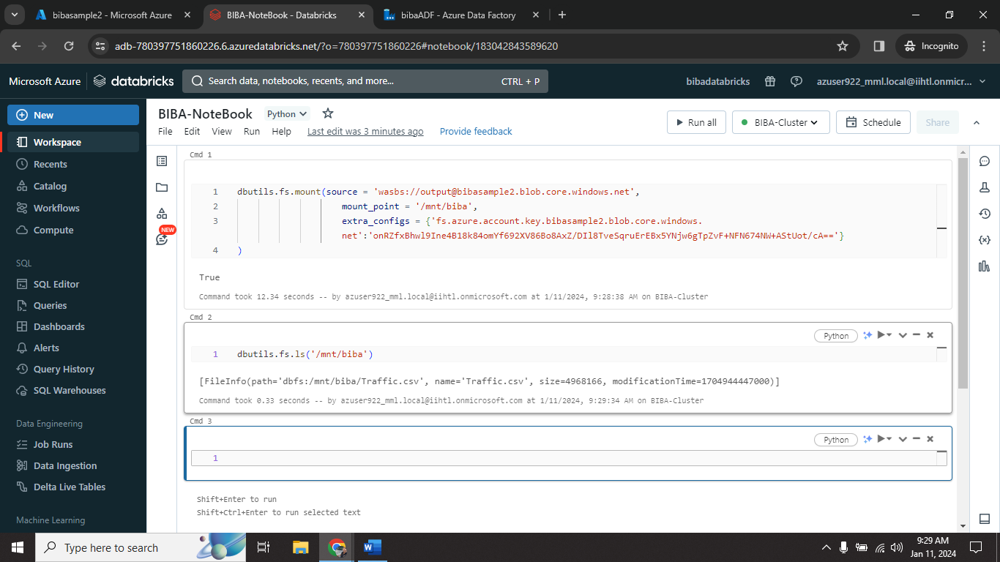 bibasample2 - Microsoft Azure
BIBA-NoteBook - Databricks
bibaADF - Azure Data Factory
adb-780397751860226.6.azuredatabricks.net/?o=780397751860226#notebook/183042843589620
Incognito
Microsoft Azure
databricks
Search data, notebooks, recents, and more...
CTRL + P
bibadatabricks
azuser922_mml.local@iihtl.onmicr...
New
Workspace
Recents
Catalog
Workflows
Compute
SQL
SQL Editor
Queries
Dashboards
Alerts
Query History
SQL Warehouses
Data Engineering
Job Runs
Data Ingestion
Delta Live Tables
Machine Learning
BIBA-NoteBook
Python
File Edit View Run Help Last edit was 3 minutes ago Provide feedback
Run all
BIBA-Cluster
Schedule
Share
NEW
Cmd 1
1 dbutils.fs.mount(source = 'wasbs://output@bibasample2.blob.core.windows.net',
2 mount_point = '/mnt/biba',
3 extra_configs = {'fs.azure.account.key.bibasample2.blob.core.windows.
net':
4 )
True
Command took 12.34 seconds -- by azuser922_mml.local@iihtl.onmicrosoft.com at 1/11/2024, 9:28:38 AM on BIBA-Cluster
Cmd 2
Python
1 dbutils.fs.ls('/mnt/biba')
[FileInfo(path='dbfs:/mnt/biba/Traffic.csv', name='Traffic.csv', size=4968166, modificationTime=1704944447000)]
Command took 0.33 seconds -- by azuser922_mml.local@iihtl.onmicrosoft.com at 1/11/2024, 9:29:34 AM on BIBA-Cluster
Cmd 3
Python
1
Shift+Enter to run
Shift+Ctrl+Enter to run selected text
Type here to search
9:29 AM
Jan 11, 2024